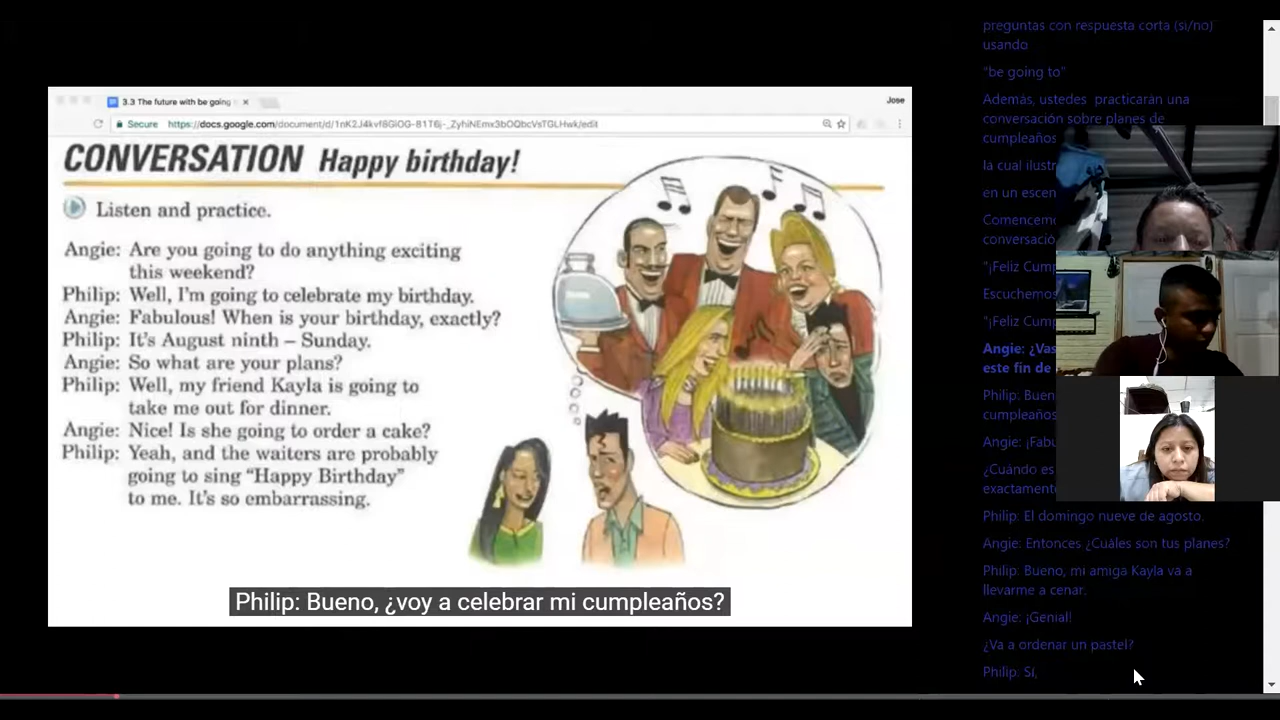 3.3 The future with be going
Jose
Secure https://docs.google.com/document/d/1nK2J4kvf8GiOG-81T6j-_ZyhiNEmx3bOQbcVsTGLHwk/edit
CONVERSATION Happy birthday!
Listen and practice.
Angie: Are you going to do anything exciting
this weekend?
Philip: Well, I'm going to celebrate my birthday.
Angie: Fabulous! When is your birthday, exactly?
Philip: It's August ninth – Sunday.
Angie: So what are your plans?
Philip: Well, my friend Kayla is going to
take me out for dinner.
Angie: Nice! Is she going to order a cake?
Philip: Yeah, and the waiters are probably
going to sing "Happy Birthday"
to me. It's so embarrassing.
Philip: Bueno, ¿voy a celebrar mi cumpleaños?
preguntas con respuesta corta (si/no)
usando
"be going to"
Además, ustedes practicarán una
conversación sobre planes de
cumpleaños
la cual ilust
en un escen
Comencem
conversació
"¡Feliz Cum
Escuchemos
"¡Feliz Cum
Angie: ¿Vas
este fin de
Philip: Buen
cumpleaños
Angie: ¡Fabu
¿Cuándo es
exactamente
Philip: El domingo nueve de agosto.
Angie: Entonces ¿Cuáles son tus planes?
Philip: Bueno, mi amiga Kayla va a
llevarme a cenar.
Angie: ¡Genial!
¿Va a ordenar un pastel?
Philip: Sí,